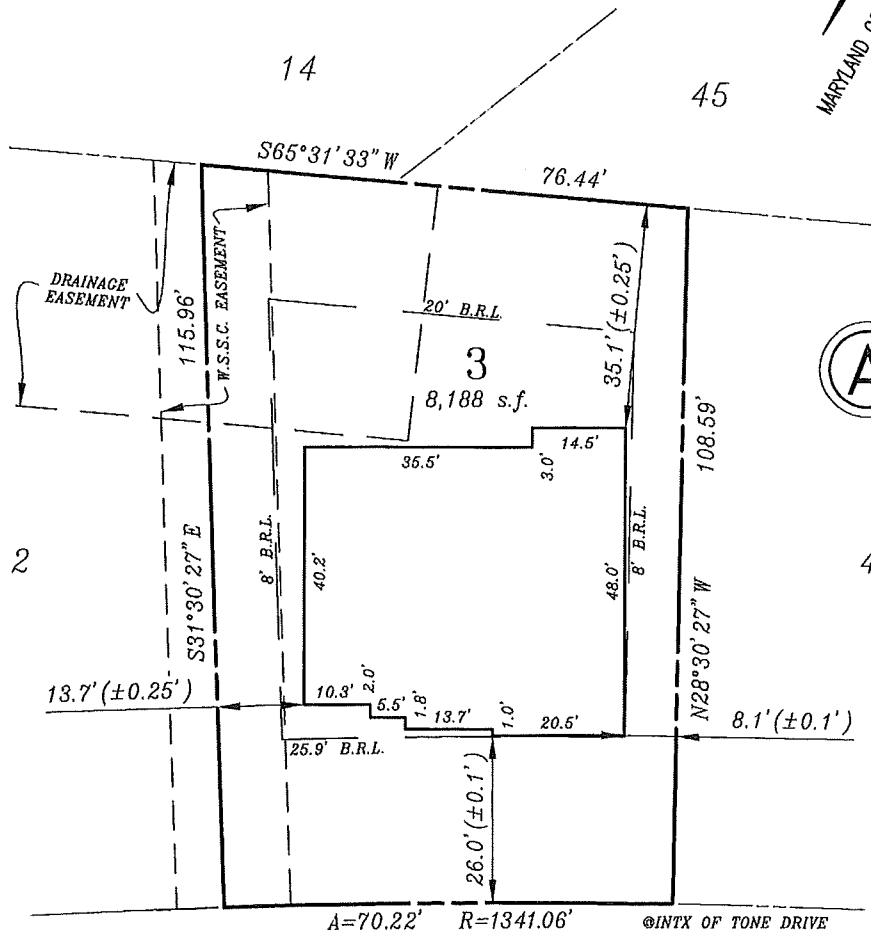 14
45
MARYLAND
S65°31'33" W
76.44'
DRAINAGE
EASEMENT
115.96'
W.S.S.C. EASEMENT
20' B.R.L.
35.1' (±0.25')
3
8,188 s.f.
A
108.59'
14.5'
35.5'
3.0'
2
S31°30'27" E
8' B.R.L.
40.2'
48.0'
8' B.R.L.
4
N28°30'27" W
13.7' (±0.25')
10.3'
2.0'
5.5'
1.8'
13.7'
1.0'
20.5'
8.1' (±0.1')
25.9' B.R.L.
26.0' (±0.1')
A=70.22' R=1341.06' @INTX OF TONE DRIVE